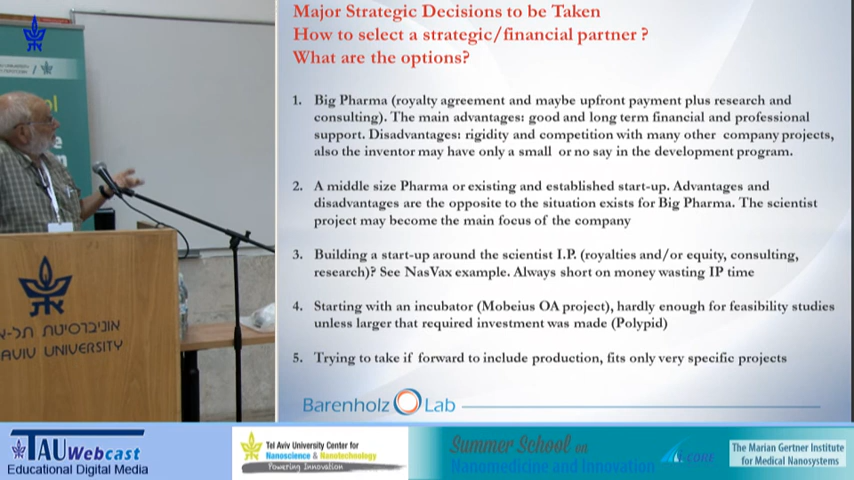 Major Strategic Decisions to be Taken
How to select a strategic/financial partner ?
What are the options?
1. Big Pharma (royalty agreement and maybe upfront payment plus research and
consulting). The main advantages: good and long term financial and professional
support. Disadvantages: rigidity and competition with many other company projects,
also the inventor may have only a small or no say in the development program.
2. A middle size Pharma or existing and established start-up. Advantages and
disadvantages are the opposite to the situation exists for Big Pharma. The scientist
project may become the main focus of the company
3. Building a start-up around the scientist I.P. (royalties and/or equity, consulting,
research)? See NasVax example. Always short on money wasting IP time
4. Starting with an incubator (Mobeius OA project), hardly enough for feasibility studies
unless larger that required investment was made (Polypid)
5. Trying to take if forward to include production, fits only very specific projects
Barenholz Lab
אוניברסיטת תל-א
AVIV UNIVERSITY
TAU Webcast
Educational Digital Media
Tel Aviv University Center for
Nanoscience & Nanotechnology
Powering Innovation
Summer School on
Nanomedicine and Innovation
i-CORE
The Marian Gertner Institute
for Medical Nanosystems